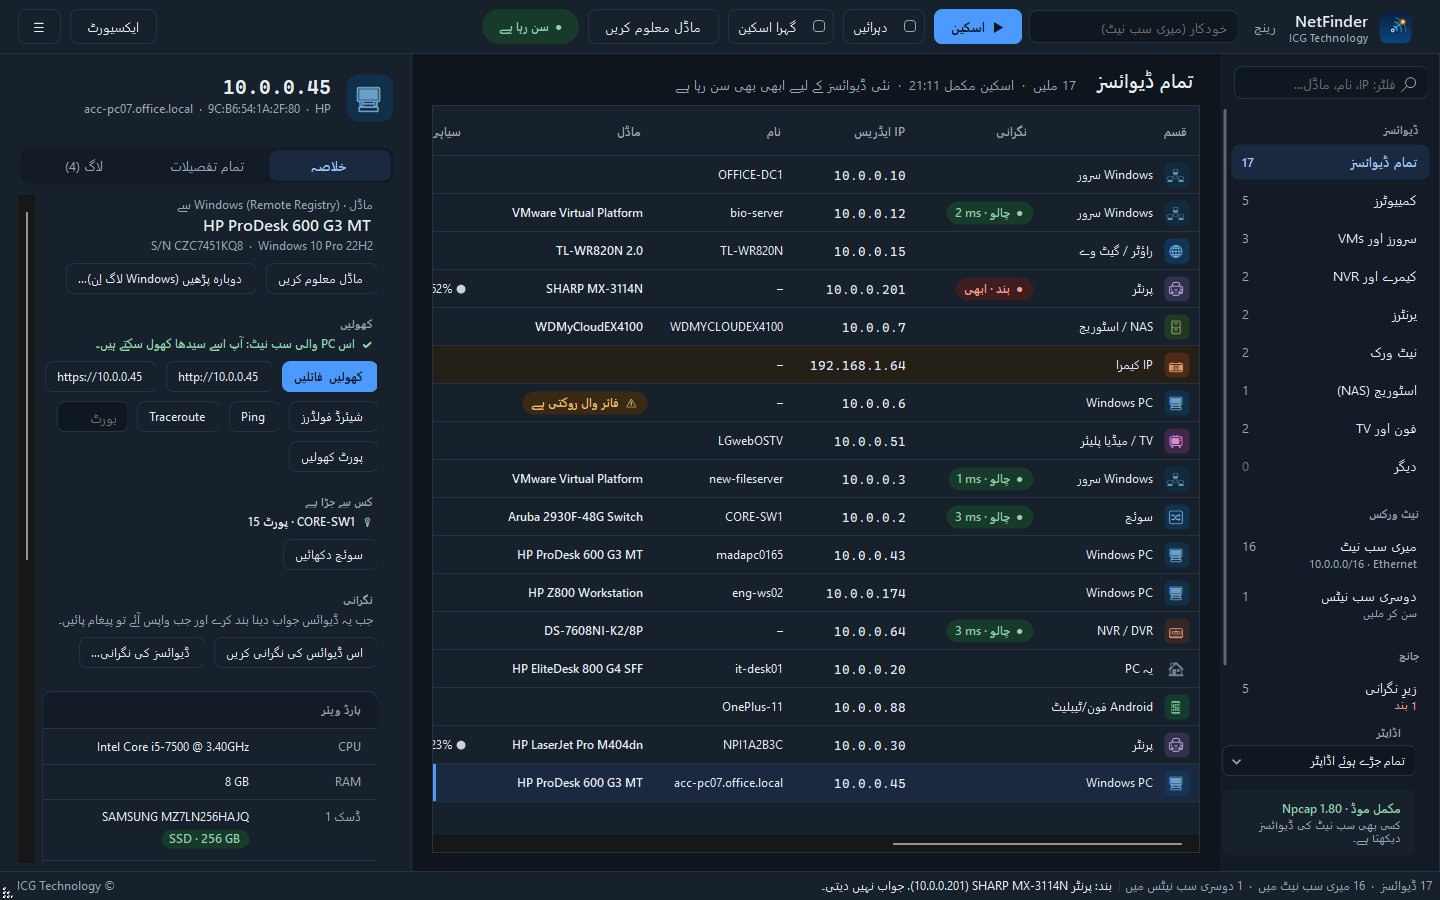 NetFinder
ICG Technology
رینج
خودکار (میری سب نیٹ)
اسکین
دہرائیں
گہرا اسکین
ماڈل معلوم کریں
سن رہا ہے
ایکسپورٹ
فلٹر: IP، نام، ماڈل...
ڈیوائسز
تمام ڈیوائسز 17
کمپیوٹرز 5
سرورز اور VMs 3
کیمرے اور NVR 2
پرنٹرز 2
نیٹ ورک 2
اسٹوریج (NAS) 1
فون اور TV 2
دیگر 0
نیٹ ورکس
میری سب نیٹ 16
10.0.0.0/16 · Ethernet
دوسری سب نیٹس 1
سن کر ملیں
جانچ
زیرِ نگرانی 5
1 بند
اڈاپٹر
تمام جڑے ہوئے اڈاپٹر
مکمل موڈ · Npcap 1.80
کسی بھی سب نیٹ کی ڈیوائسز
دیکھتا ہے۔
تمام ڈیوائسز
17 ملیں · اسکین مکمل 21:11 · نئی ڈیوائسز کے لیے ابھی بھی سن رہا ہے
قسم نگرانی IP ایڈریس نام ماڈل سیاہی
Windows سرور 10.0.0.10 OFFICE-DC1
Windows سرور چالو · 2 ms 10.0.0.12 bio-server VMware Virtual Platform
راؤٹر / گیٹ وے 10.0.0.15 TL-WR820N TL-WR820N 2.0
پرنٹر بند · ابھی 10.0.0.201 – SHARP MX-3114N 52%
NAS / اسٹوریج 10.0.0.7 WDMYCLOUDEX4100 WDMyCloudEX4100
IP کیمرا 192.168.1.64 –
Windows PC 10.0.0.6 – فائر وال روکتی ہے
TV / میڈیا پلیئر 10.0.0.51 LGwebOSTV
Windows سرور چالو · 1 ms 10.0.0.3 new-fileserver VMware Virtual Platform
سوئچ چالو · 3 ms 10.0.0.2 CORE-SW1 Aruba 2930F-48G Switch
Windows PC 10.0.0.43 madapc0165 HP ProDesk 600 G3 MT
Windows PC 10.0.0.174 eng-ws02 HP Z800 Workstation
NVR / DVR چالو · 3 ms 10.0.0.64 – DS-7608NI-K2/8P
یہ PC 10.0.0.20 it-desk01 HP EliteDesk 800 G4 SFF
Android فون/ٹیبلیٹ 10.0.0.88 OnePlus-11
پرنٹر 10.0.0.30 NPI1A2B3C HP LaserJet Pro M404dn 23%
Windows PC 10.0.0.45 acc-pc07.office.local HP ProDesk 600 G3 MT
10.0.0.45
acc-pc07.office.local · 9C:B6:54:1A:2F:80 · HP
خلاصہ
تمام تفصیلات
لاگ (4)
ماڈل · Windows (Remote Registry) سے
HP ProDesk 600 G3 MT
S/N CZC7451KQ8 · Windows 10 Pro 22H2
ماڈل معلوم کریں
دوبارہ پڑھیں (Windows لاگ اِن)...
کھولیں
اس PC والی سب نیٹ: آپ اسے سیدھا کھول سکتے ہیں۔
کھولیں فائلیں
http://10.0.0.45
https://10.0.0.45
شیئرڈ فولڈرز
Ping
Traceroute
پورٹ
پورٹ کھولیں
کس سے جڑا ہے
CORE-SW1 · پورٹ 15
سوئچ دکھائیں
نگرانی
جب یہ ڈیوائس جواب دینا بند کرے اور جب واپس آئے تو پیغام پائیں۔
اس ڈیوائس کی نگرانی کریں
ڈیوائسز کی نگرانی...
ہارڈ ویئر
CPU Intel Core i5-7500 @ 3.40GHz
RAM 8 GB
ڈسک 1 SAMSUNG MZ7LN256HAJQ
SSD · 256 GB
17 ڈیوائسز · 16 میری سب نیٹ میں · 1 دوسری سب نیٹس میں
بند: پرنٹر SHARP MX-3114N (10.0.0.201)، جواب نہیں دیتی۔
ICG Technology ©